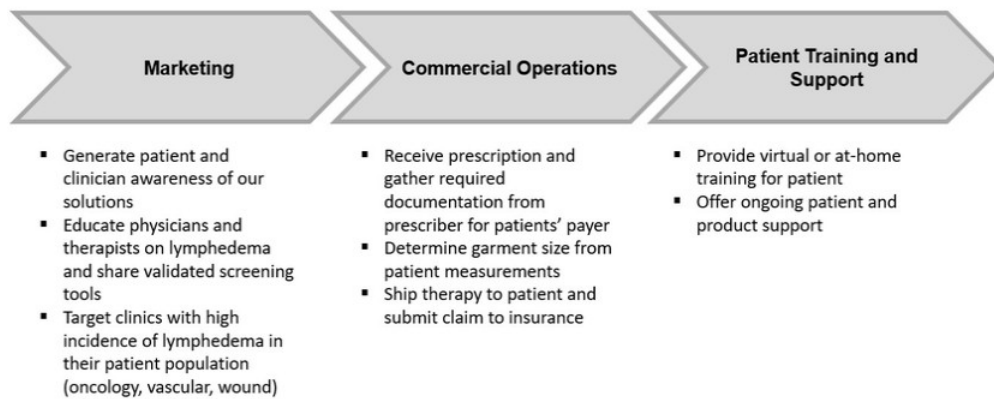 Marketing
▪ Generate patient and
clinician awareness of our
solutions
▪ Educate physicians and
therapists on lymphedema
and share validated screening
tools
▪ Target clinics with high
incidence of lymphedema in
their patient population
(oncology, vascular, wound)
Commercial Operations
▪ Receive prescription and
gather required
documentation from
prescriber for patients’ payer
▪ Determine garment size from
patient measurements
▪ Ship therapy to patient and
submit claim to insurance
Patient Training and
Support
▪ Provide virtual or at-home
training for patient
▪ Offer ongoing patient and
product support